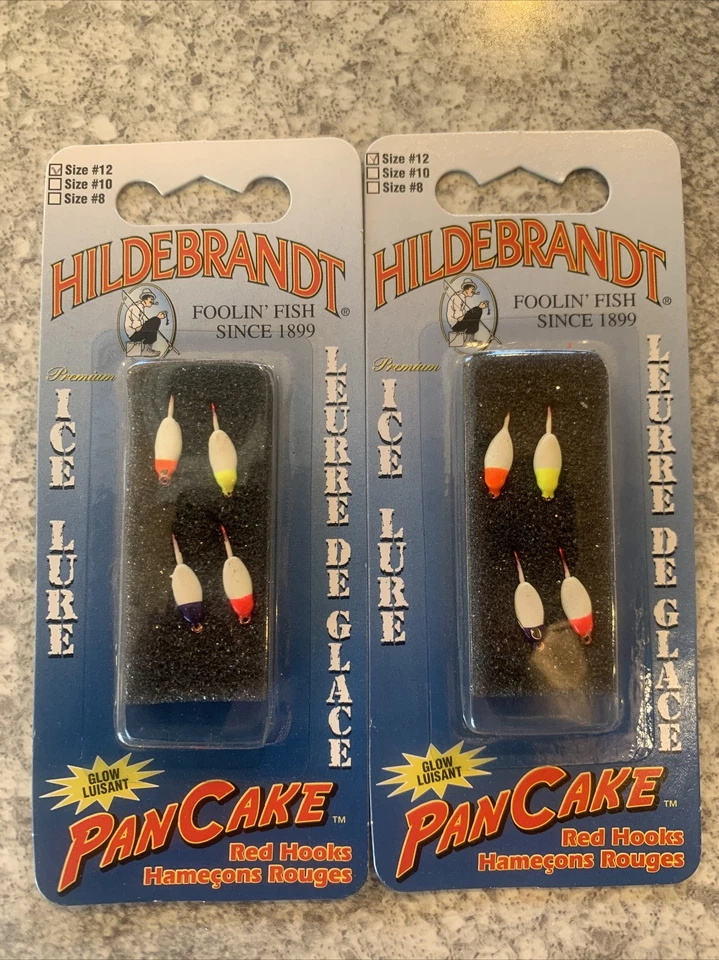 Size #12
Size #10
Size #8
HILDEBRANDT®
FOOLIN' FISH
SINCE 1899
Premium
ICE LURE
LEURRE DE GLACE
GLOW
LUISANT
PANCAKE™
Red Hooks
Hameçons Rouges
Size #12
Size #10
Size #8
HILDEBRANDT®
FOOLIN' FISH
SINCE 1899
Premium
ICE LURE
LEURRE DE GLACE
GLOW
LUISANT
PANCAKE™
Red Hooks
Hameçons Rouges